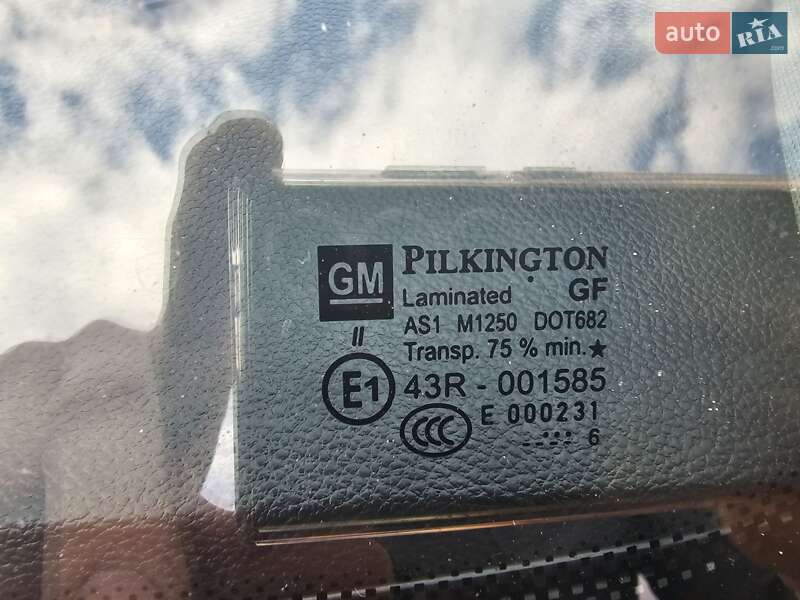 auto RIA.com
GM PILKINGTON
Laminated GF
AS1 M1250 DOT682
II
Transp. 75 % min.★
E1 43R - 001585
CCC E 000231
6